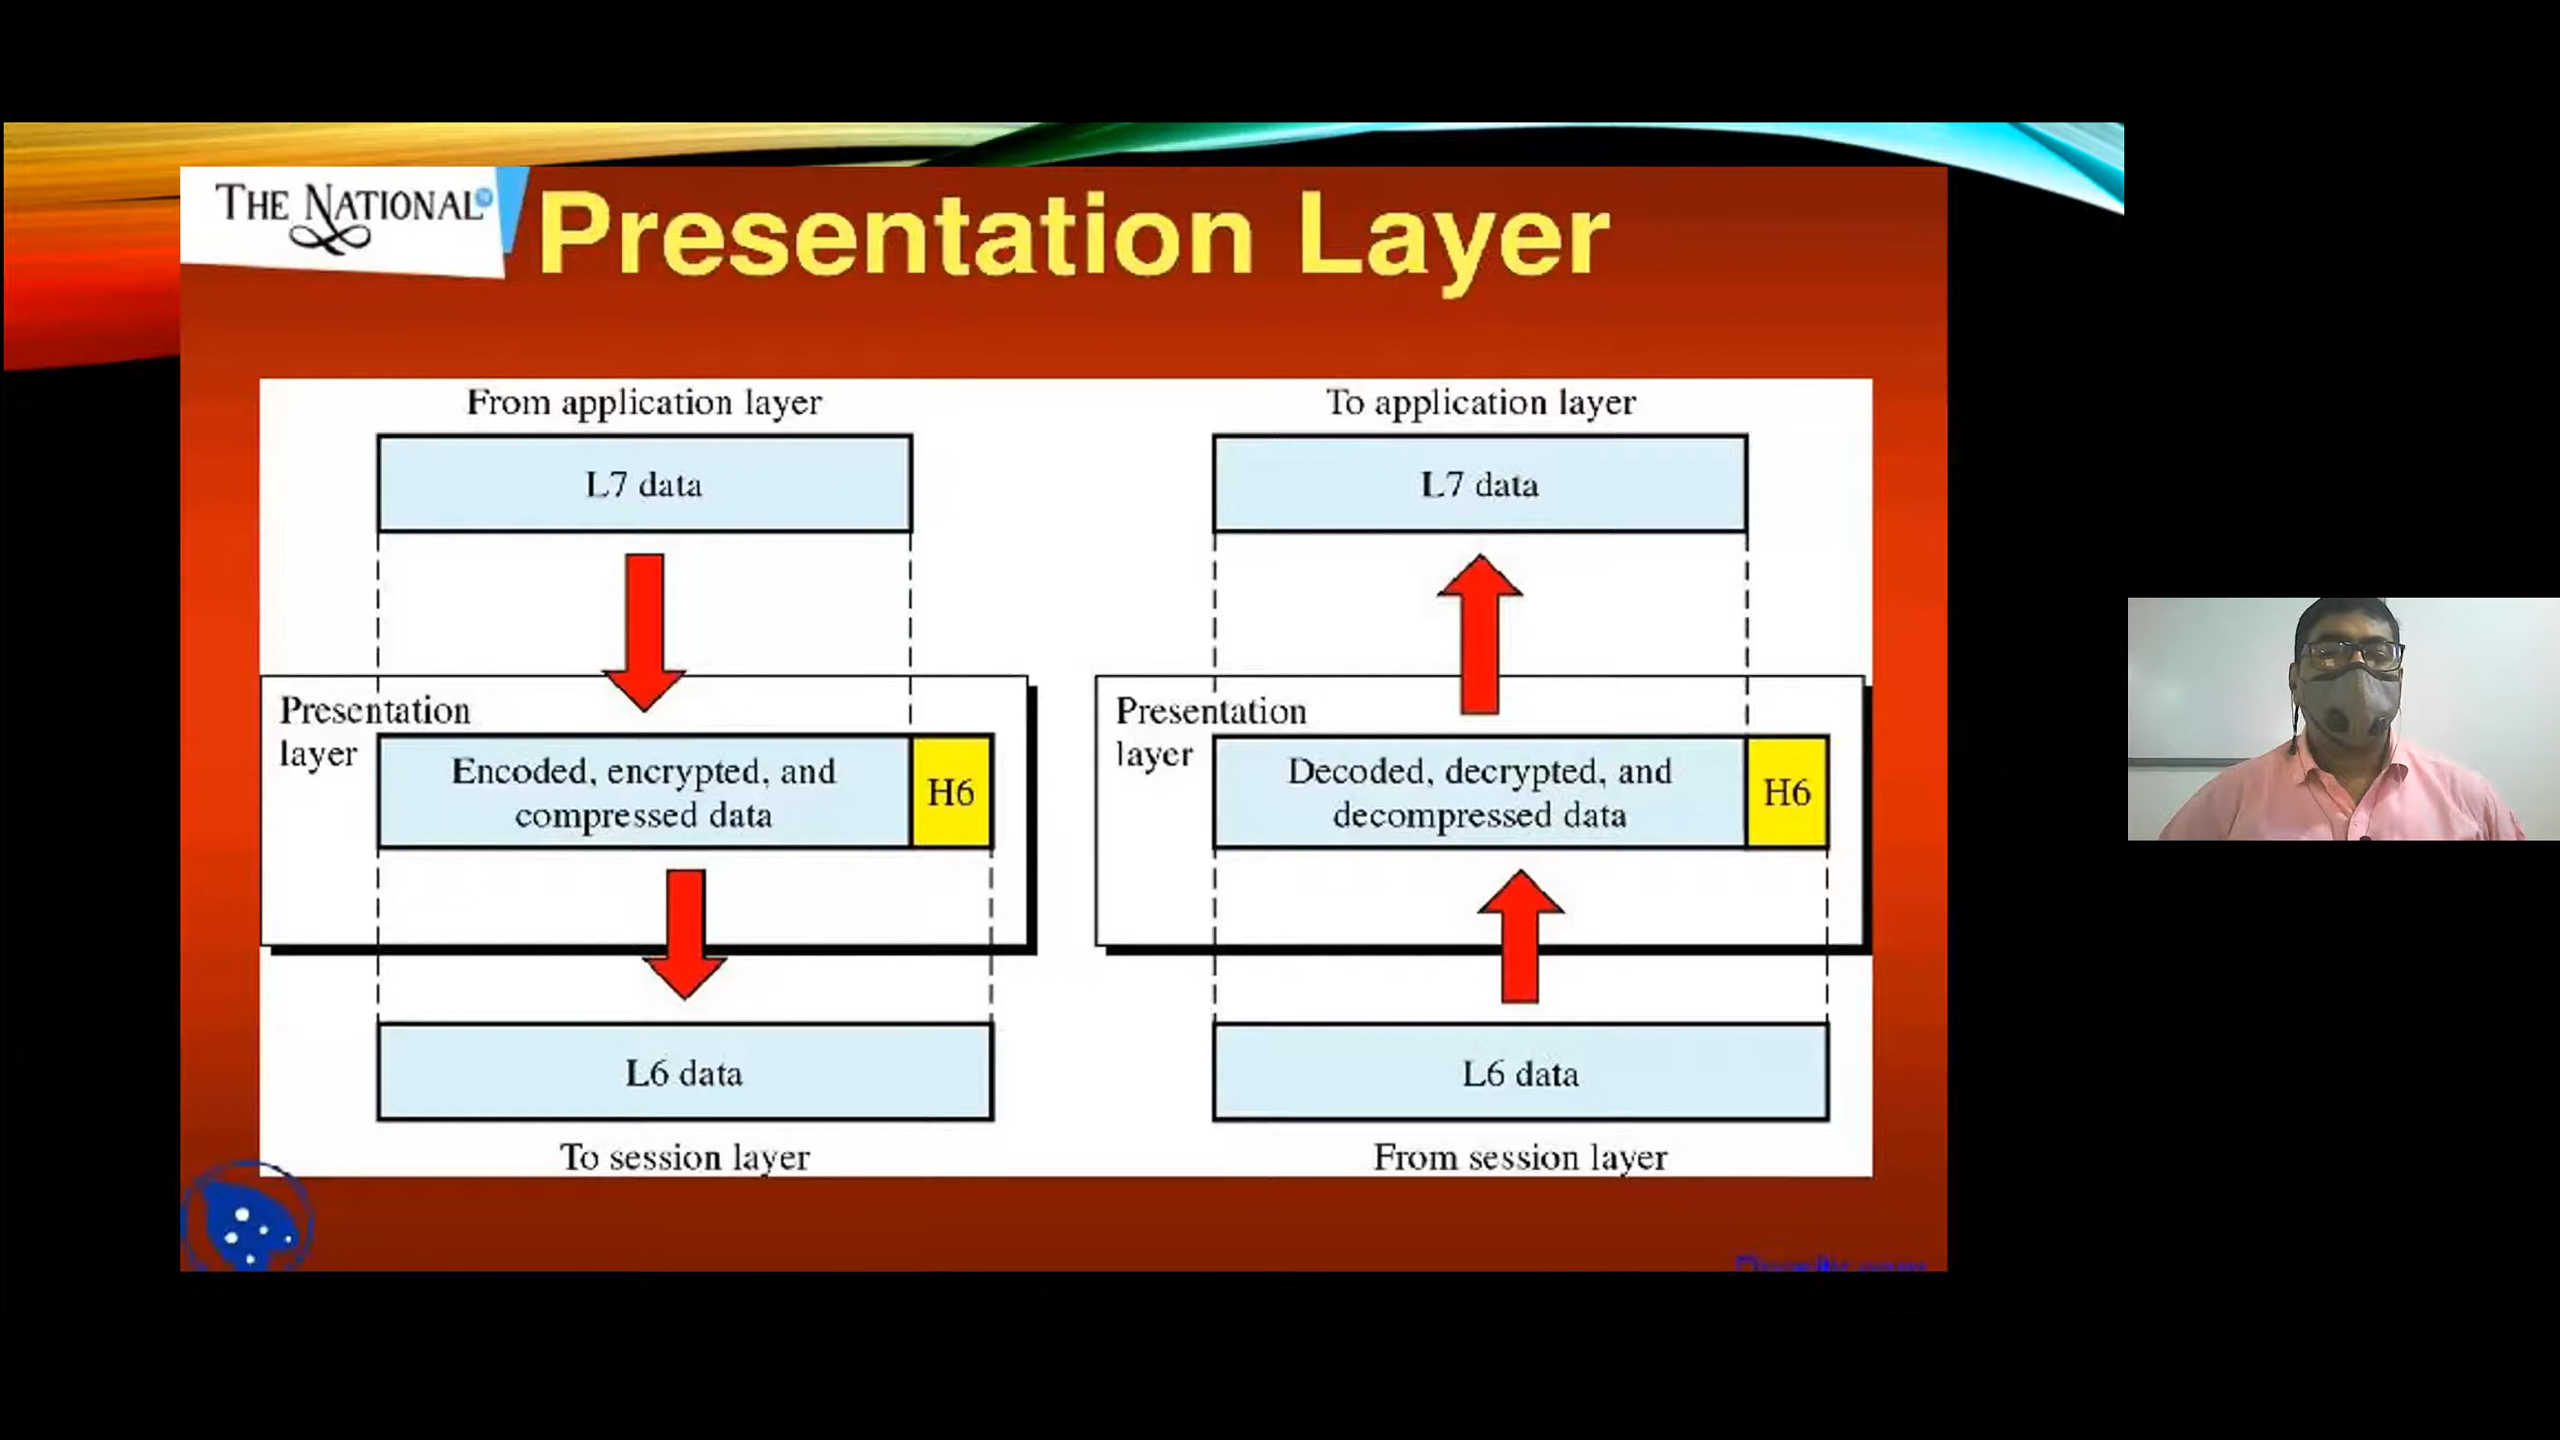 THE NATIONAL
Presentation Layer
From application layer
L7 data
Presentation
layer
Encoded, encrypted, and
compressed data
H6
L6 data
To session layer
To application layer
L7 data
Presentation
layer
Decoded, decrypted, and
decompressed data
H6
L6 data
From session layer